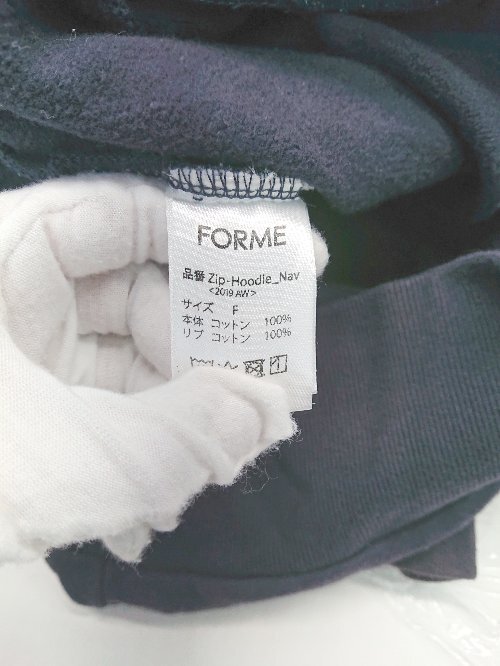 FORME
品番 Zip-Hoodie_Nav
<2019 AW>
サイズ F
本体 コットン 100%
リブ コットン 100%